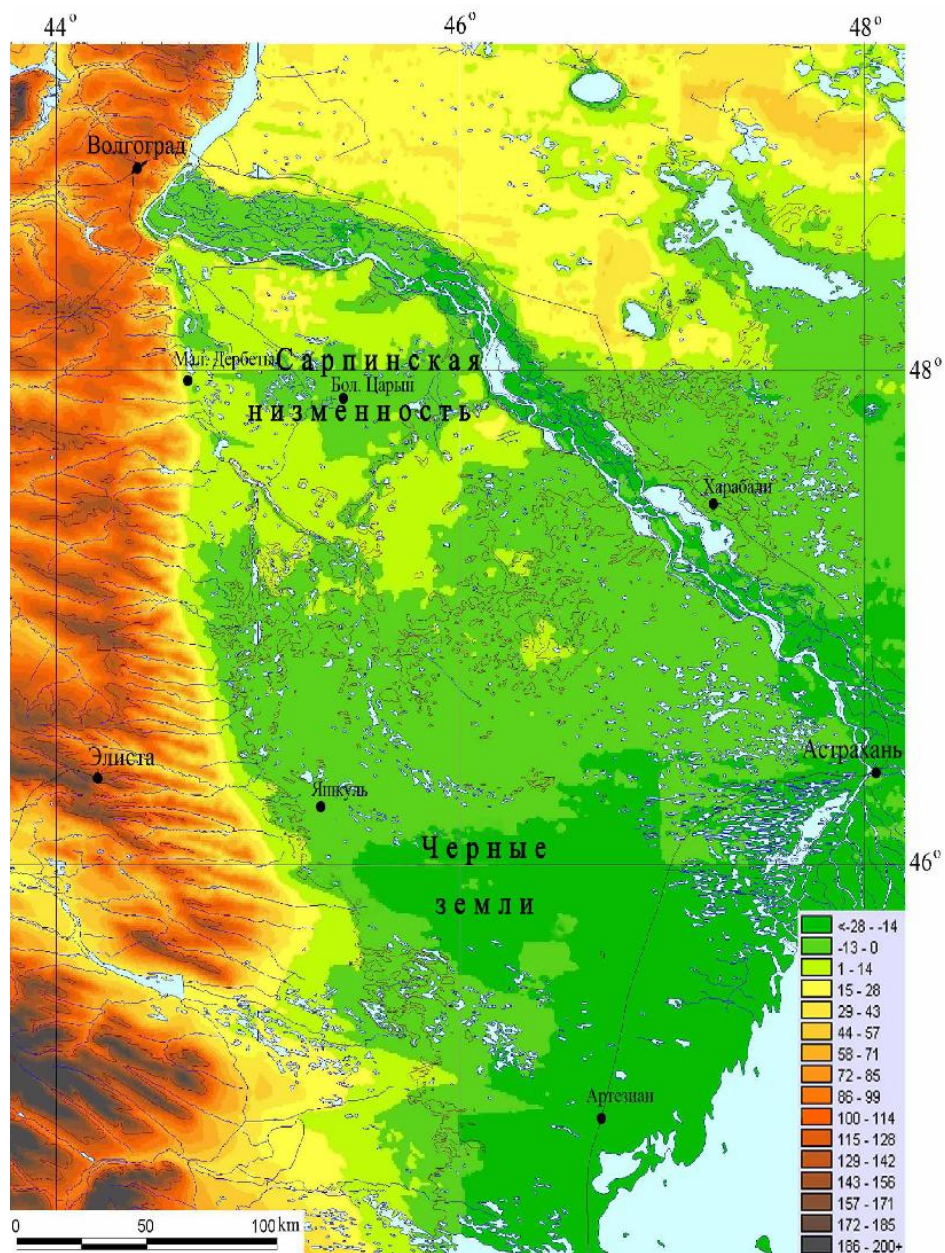 44° 46° 48°
Волгоград
48°
Мал. Дербеты
Сарпинская
Бол. Царын
низменность
Харабали
Элиста
Астрахань
Яшкуль
Черные
46°
земли
<-28 - -14
-13 - 0
1 - 14
15 - 28
29 - 43
44 - 57
58 - 71
72 - 85
86 - 99
Артезиан
100 - 114
115 - 128
129 - 142
143 - 156
157 - 171
172 - 185
186 - 200+
0 50 100 km